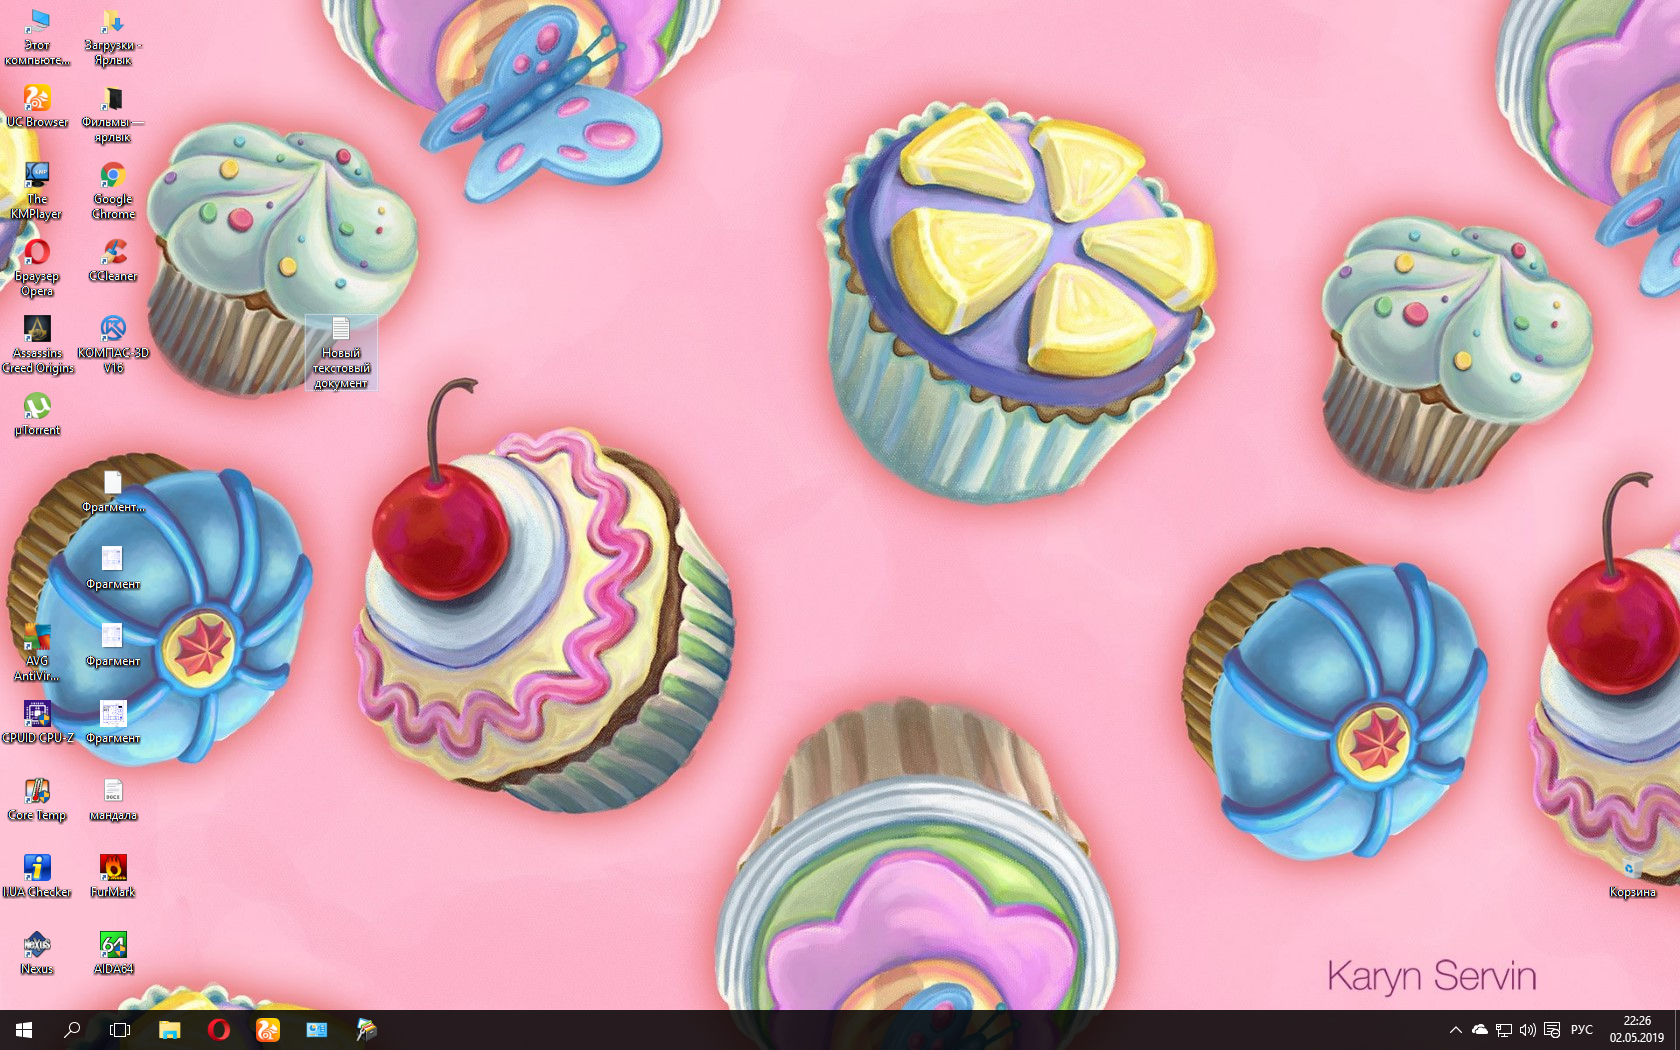 Этот
компьюте...
Загрузки -
Ярлык
UC Browser
Фильмы —
ярлык
The
KMPlayer
Google
Chrome
Браузер
Opera
CCleaner
Assassins
Creed Origins
КОМПАС-3D
V16
Новый
текстовый
документ
µTorrent
Фрагмент...
Фрагмент
AVG
AntiVir...
Фрагмент
CPUID CPU-Z
Фрагмент
Core Temp
мандала
LUA Checker
FurMark
Nexus
AIDA64
Корзина
Karyn Servin
РУС
22:26
02.05.2019